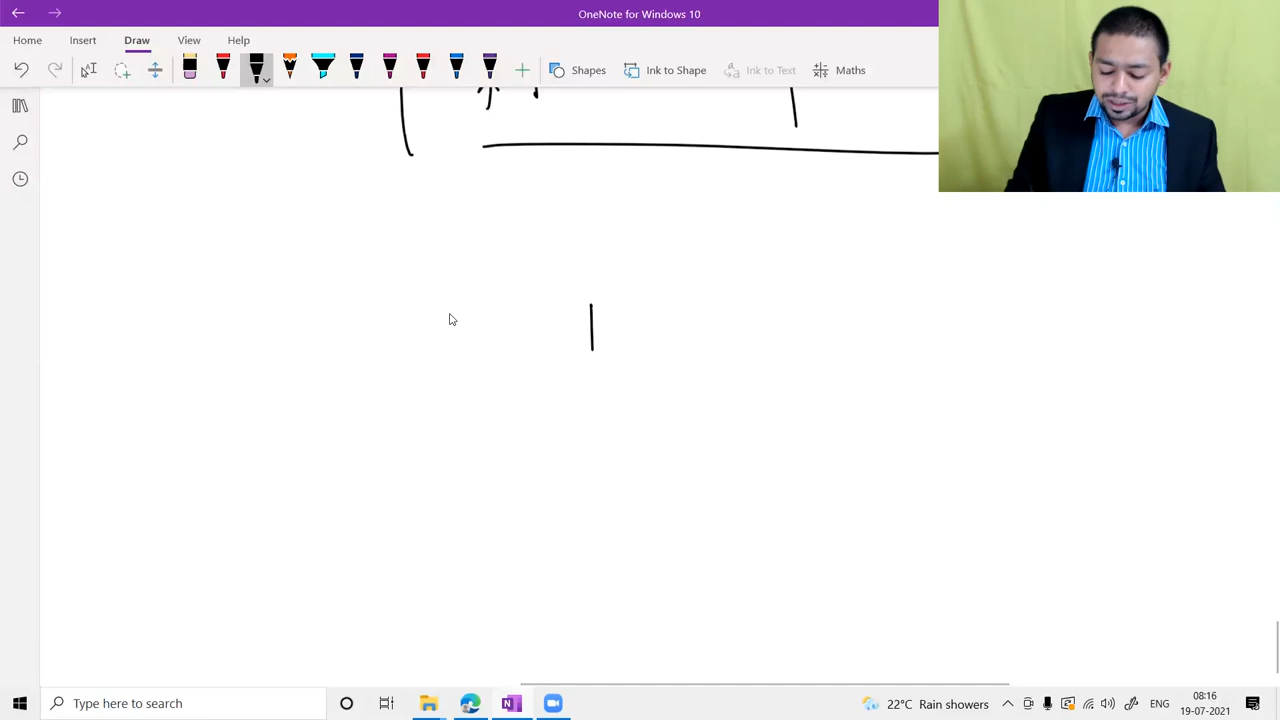 OneNote for Windows 10
Home Insert Draw View Help
Shapes Ink to Shape Ink to Text Maths
Type here to search
22°C Rain showers ENG 08:16
19-07-2021